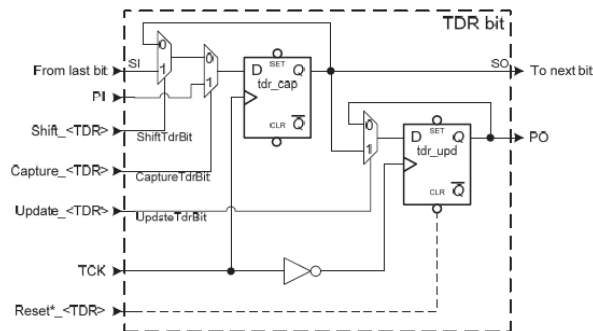 TDR bit
From last bit
SI
0
1
0
1
SET
D Q
tdr_cap
CLR Q
SO
To next bit
PI
Shift_<TDR>
ShiftTdrBit
0
1
SET
D Q
tdr_upd
CLR Q
PO
Capture_<TDR>
CaptureTdrBit
Update_<TDR>
UpdateTdrBit
TCK
Reset*_<TDR>